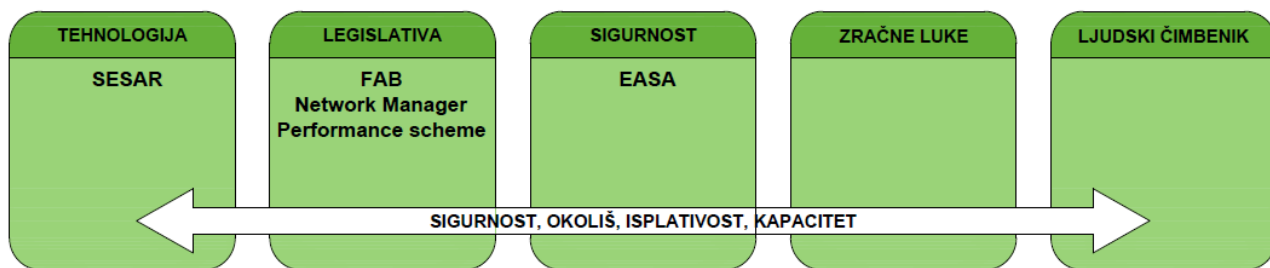 TEHNOLOGIJA
SESAR
LEGISLATIVA
FAB
Network Manager
Performance scheme
SIGURNOST
EASA
ZRAČNE LUKE
LJUDSKI ČIMBENIK
SIGURNOST, OKOLIŠ, ISPLATIVOST, KAPACITET